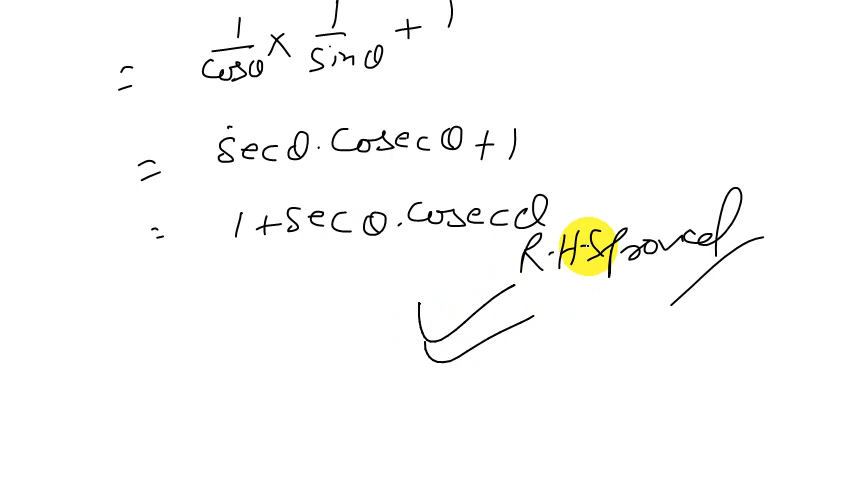 = 1/cosθ × 1/sinθ + 1
= secθ.cosecθ+1
= 1+secθ.cosecθ
R.H.S proved